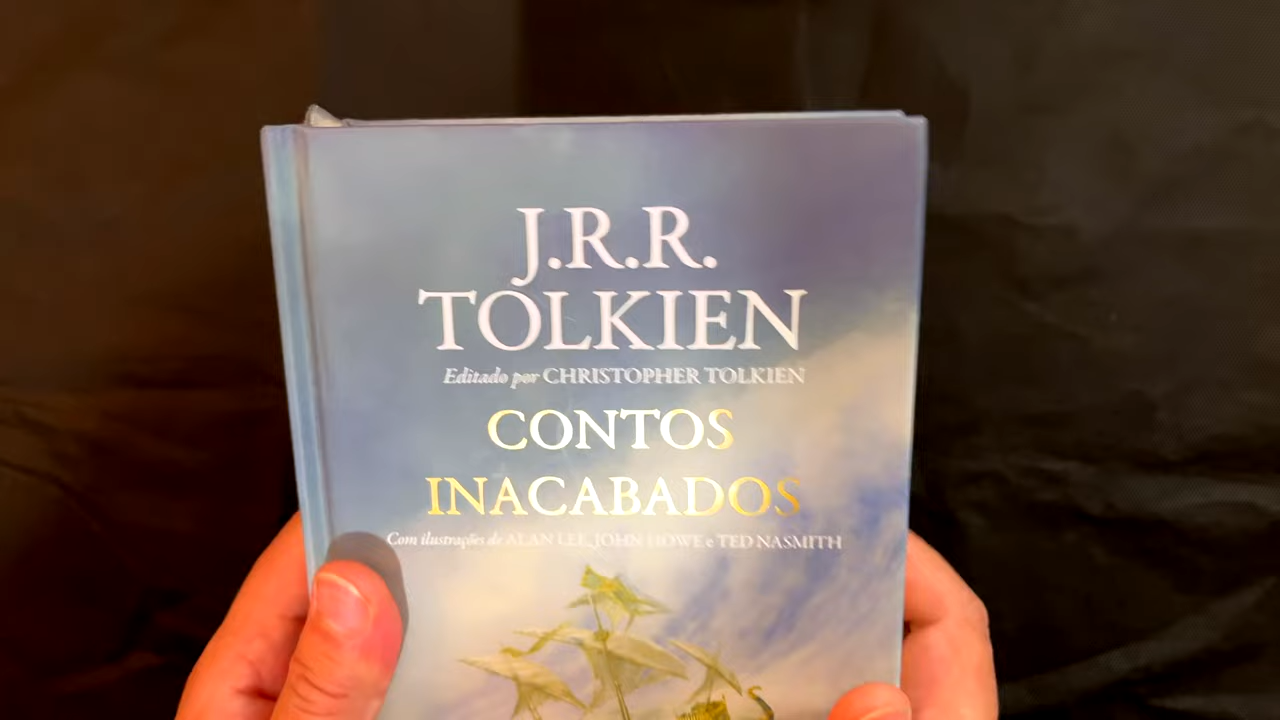 J.R.R.
TOLKIEN
Editado por CHRISTOPHER TOLKIEN
CONTOS
INACABADOS
Com ilustrações de ALAN LEE, JOHN HOWE e TED NASMITH